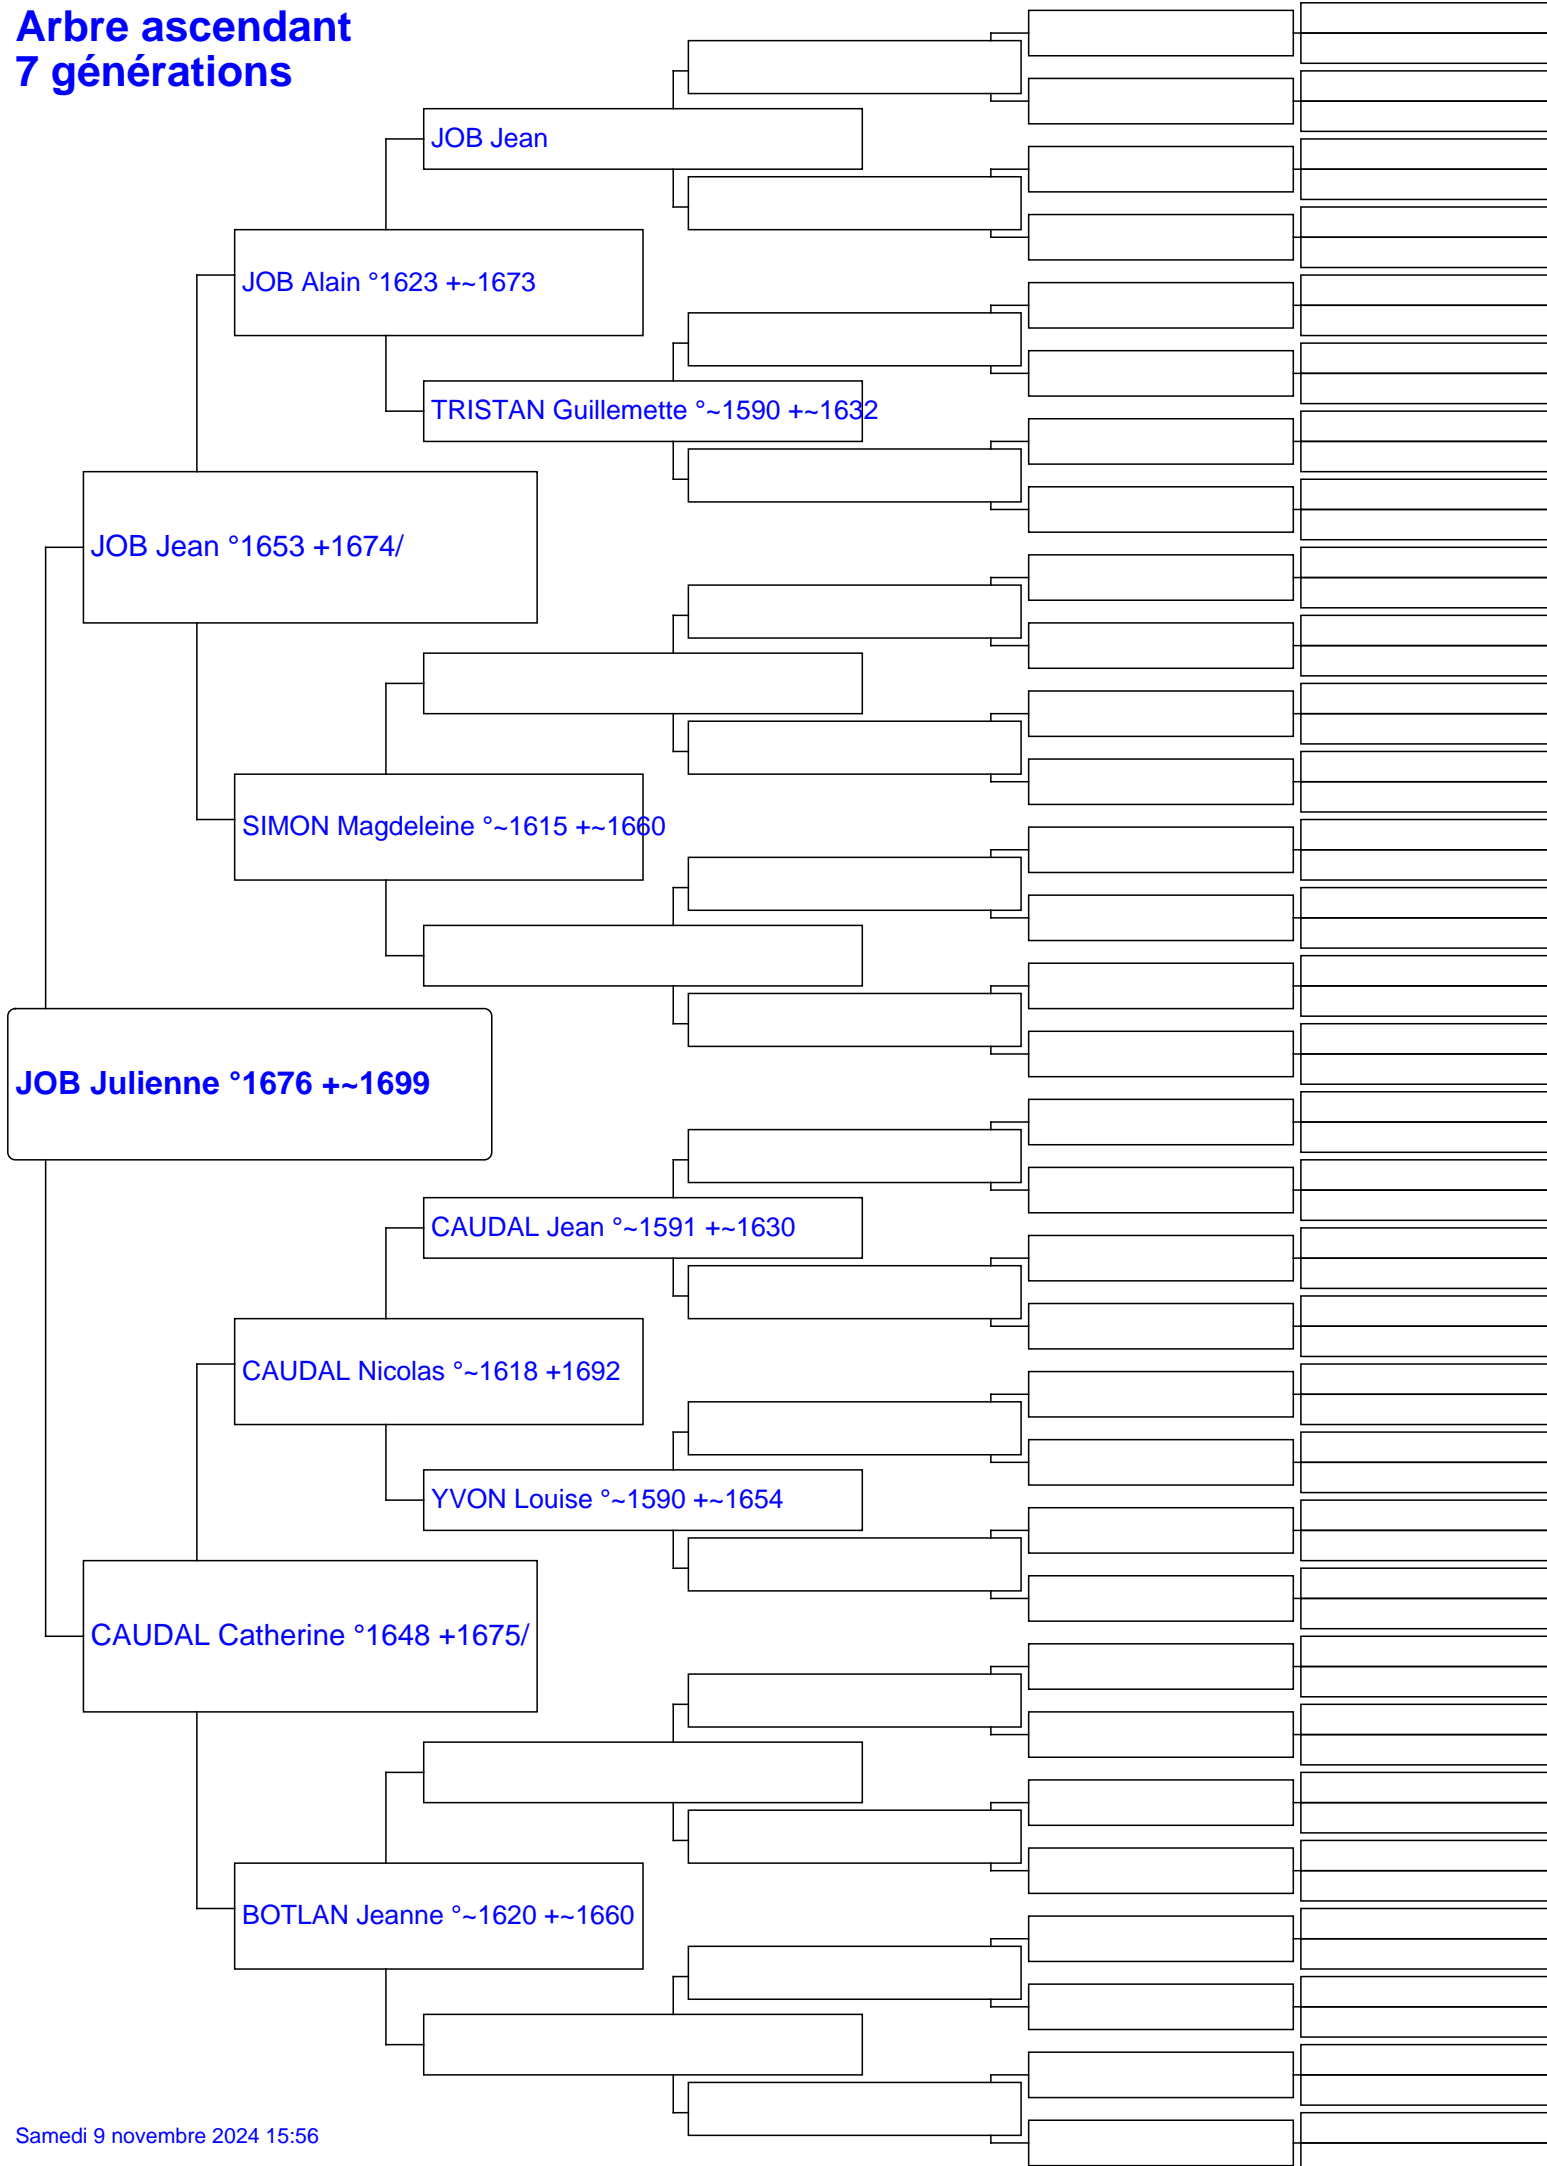 Arbre ascendant
7 générations
JOB Jean
JOB Alain °1623 +~1673
TRISTAN Guillemette °~1590 +~1632
JOB Jean °1653 +1674/
SIMON Magdeleine °~1615 +~1660
JOB Julienne °1676 +~1699
CAUDAL Jean °~1591 +~1630
CAUDAL Nicolas °~1618 +1692
YVON Louise °~1590 +~1654
CAUDAL Catherine °1648 +1675/
BOTLAN Jeanne °~1620 +~1660
Samedi 9 novembre 2024 15:56